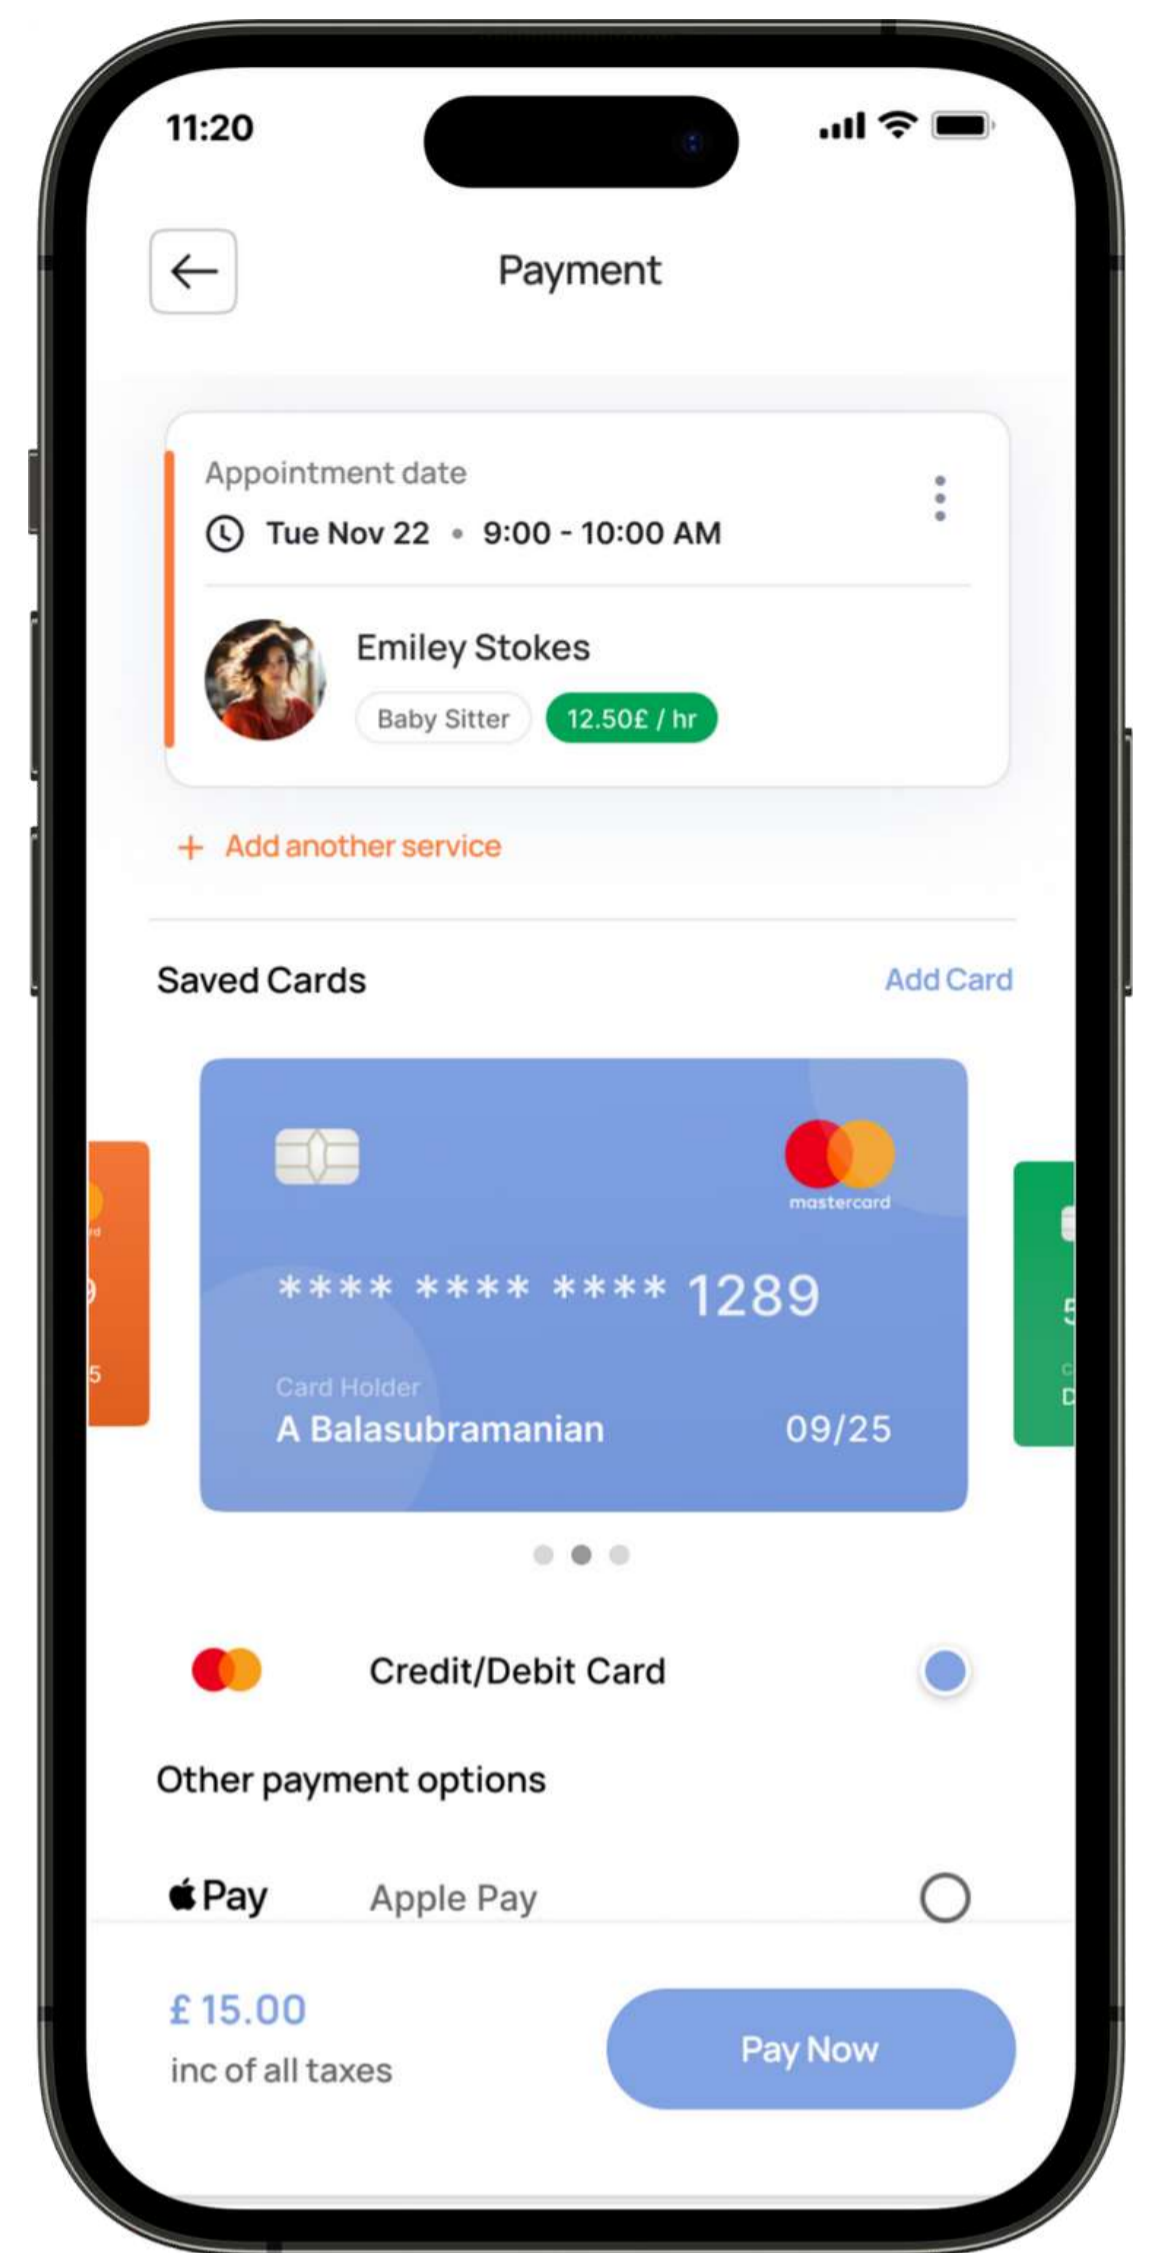 11:20
Payment
Appointment date
Tue Nov 22 • 9:00 - 10:00 AM
Emiley Stokes
Baby Sitter 12.50£ / hr
+ Add another service
Saved Cards Add Card
mastercard
**** **** **** 1289
Card Holder
A Balasubramanian 09/25
5
Credit/Debit Card
Other payment options
Pay Apple Pay
£ 15.00
inc of all taxes
Pay Now